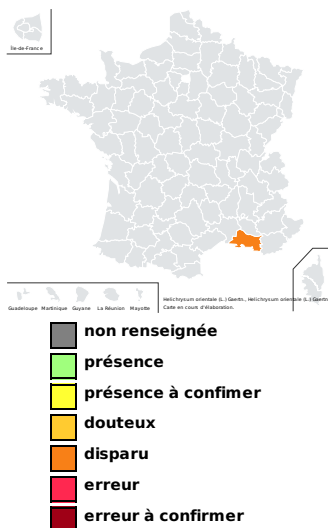 Île-de-France
Helichrysum orientale (L.) Gaertn., Helichrysum orientale (L.) Gaertn
Carte en cours d'élaboration.
Guadeloupe Martinique Guyane La Réunion Mayotte
non renseignée
présence
présence à confimer
douteux
disparu
erreur
erreur à confirmer